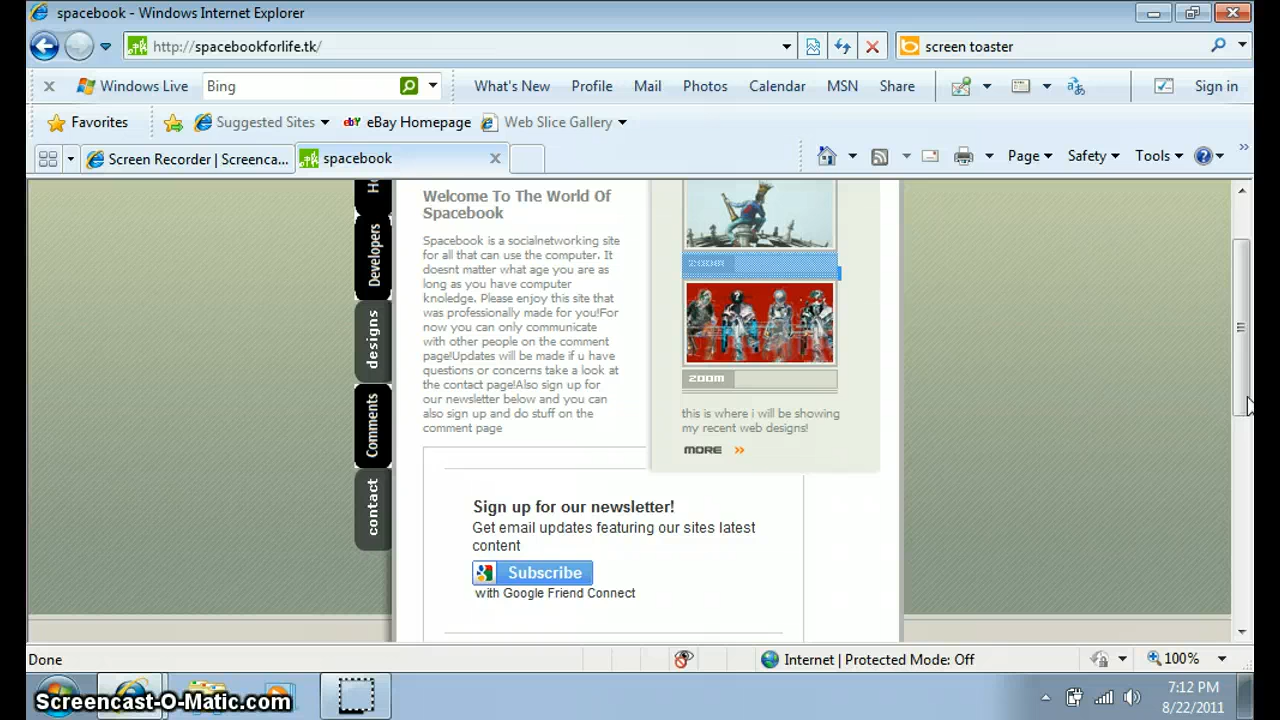 spacebook - Windows Internet Explorer
http://spacebookforlife.tk/
screen toaster
Windows Live
Bing
What's New Profile Mail Photos Calendar MSN Share
Sign in
Favorites
Suggested Sites
eBay Homepage
Web Slice Gallery
Screen Recorder | Screenca...
spacebook
Page Safety Tools
Developers
designs
Comments
contact
Welcome To The World Of
Spacebook
Spacebook is a socialnetworking site
for all that can use the computer. It
doesnt matter what age you are as
long as you have computer
knoledge. Please enjoy this site that
was professionally made for you!For
now you can only communicate
with other people on the comment
page!Updates will be made if u have
questions or concerns take a look at
the contact page!Also sign up for
our newsletter below and you can
also sign up and do stuff on the
comment page
ZOOM
ZOOM
this is where i will be showing
my recent web designs!
MORE »
Sign up for our newsletter!
Get email updates featuring our sites latest
content
Subscribe
with Google Friend Connect
Done
Internet | Protected Mode: Off
100%
Screencast-O-Matic.com
7:12 PM
8/22/2011